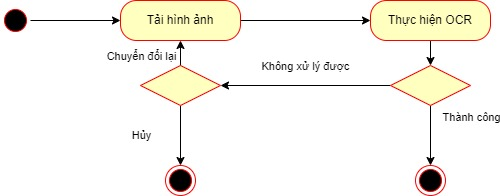 Tải hình ảnh
Thực hiện OCR
Chuyển đổi lại
Không xử lý được
Thành công
Hủy